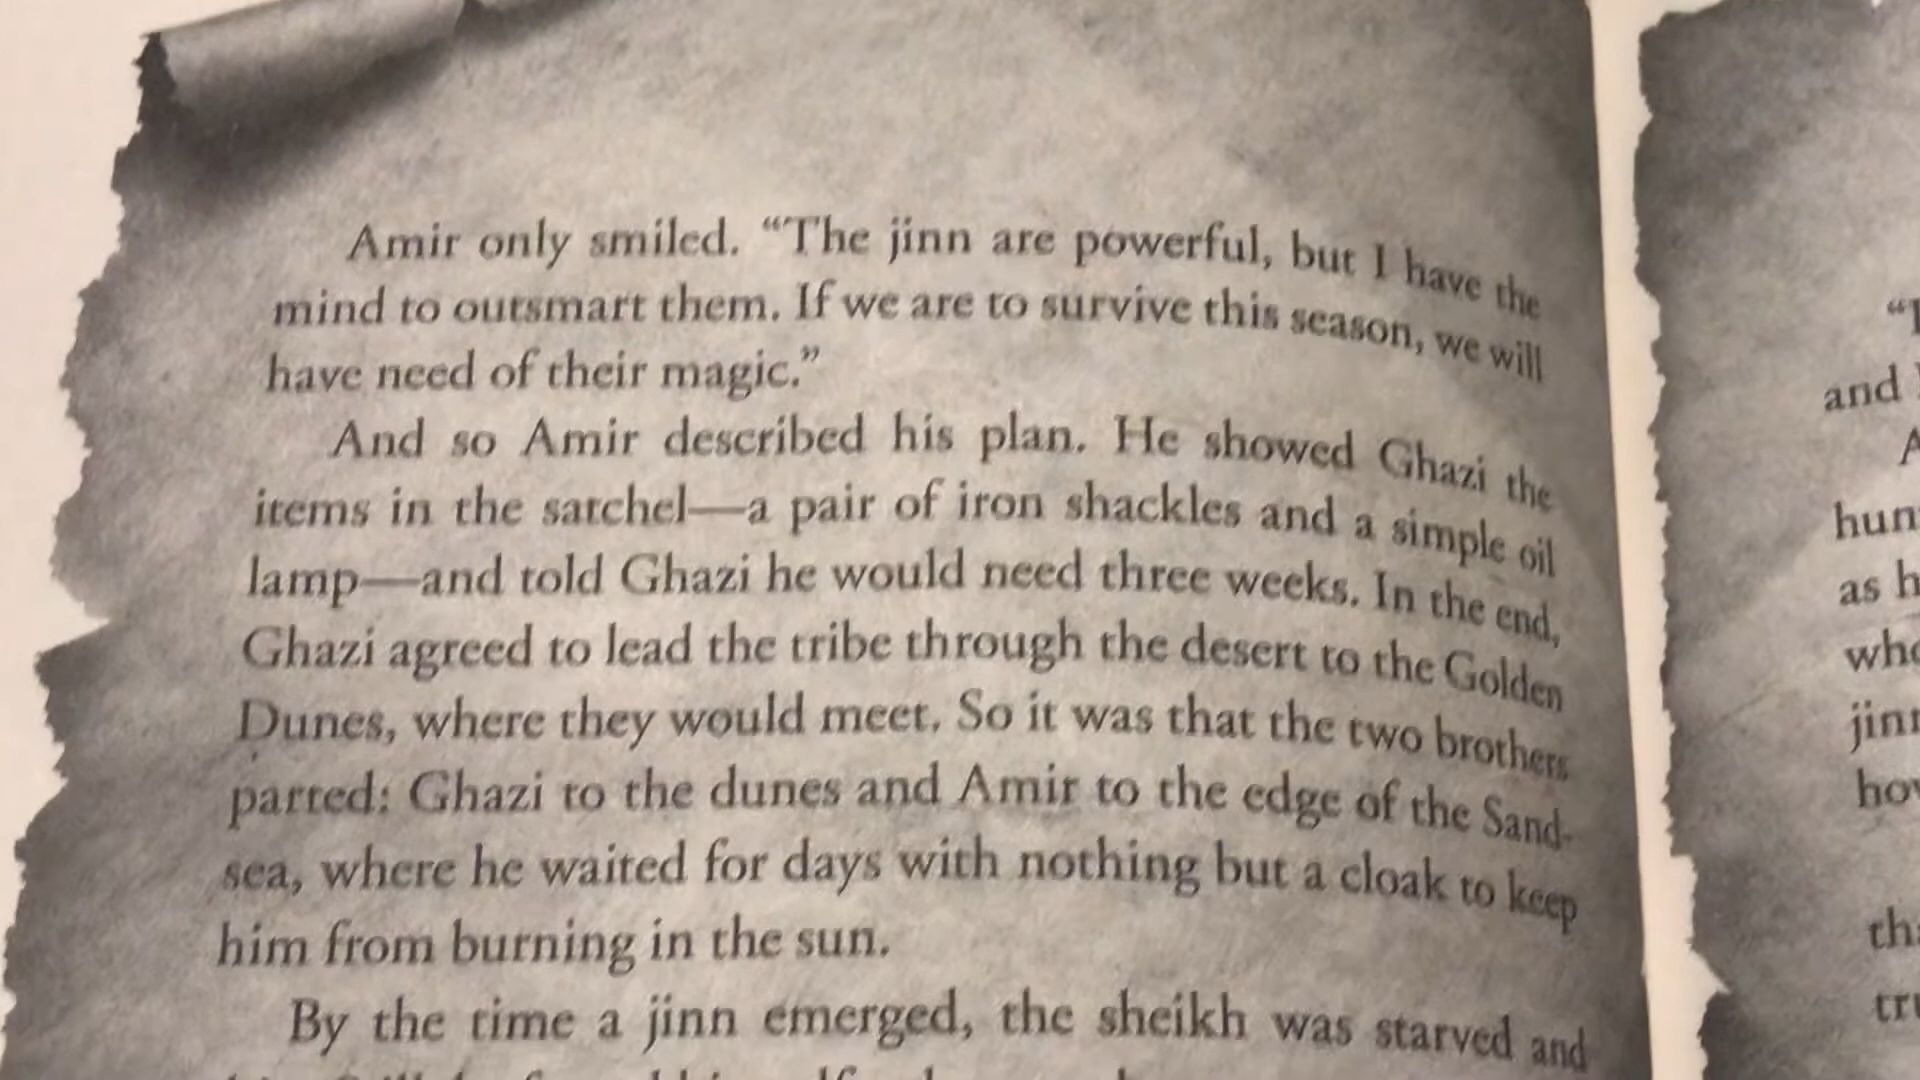 Amir only smiled. “The jinn are powerful, but I have the
mind to outsmart them. If we are to survive this season, we will
have need of their magic.”
And so Amir described his plan. He showed Ghazi the
items in the satchel—a pair of iron shackles and a simple oil
lamp—and told Ghazi he would need three weeks. In the end,
Ghazi agreed to lead the tribe through the desert to the Golden
Dunes, where they would meet. So it was that the two brothers
parted: Ghazi to the dunes and Amir to the edge of the Sand-
sea, where he waited for days with nothing but a cloak to keep
him from burning in the sun.
By the time a jinn emerged, the sheikh was starved and
and
as